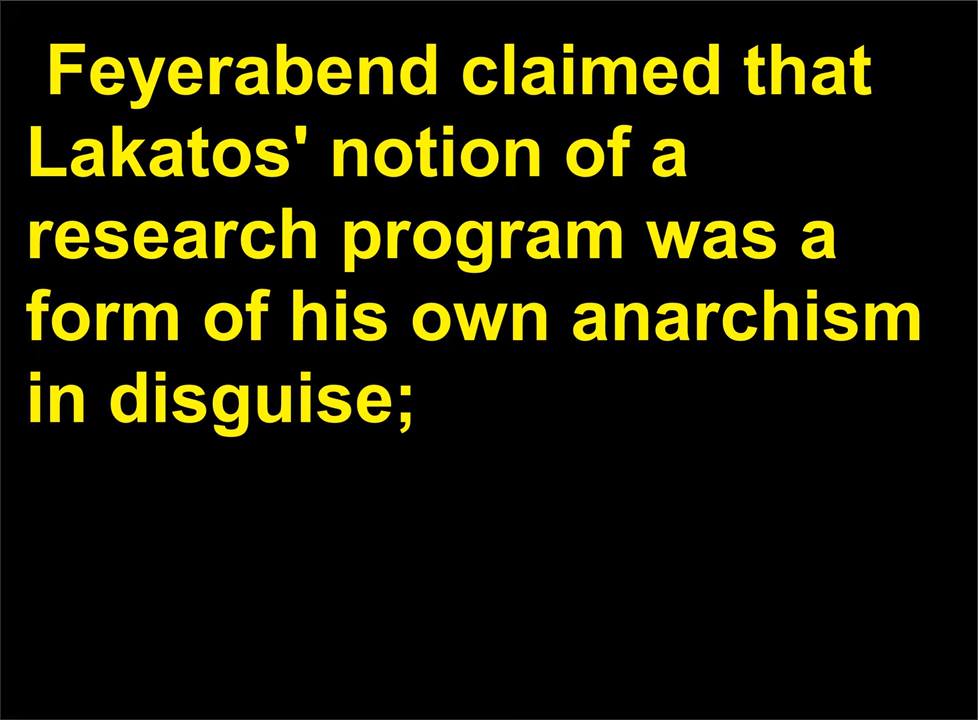 Feyerabend claimed that
Lakatos' notion of a
research program was a
form of his own anarchism
in disguise;